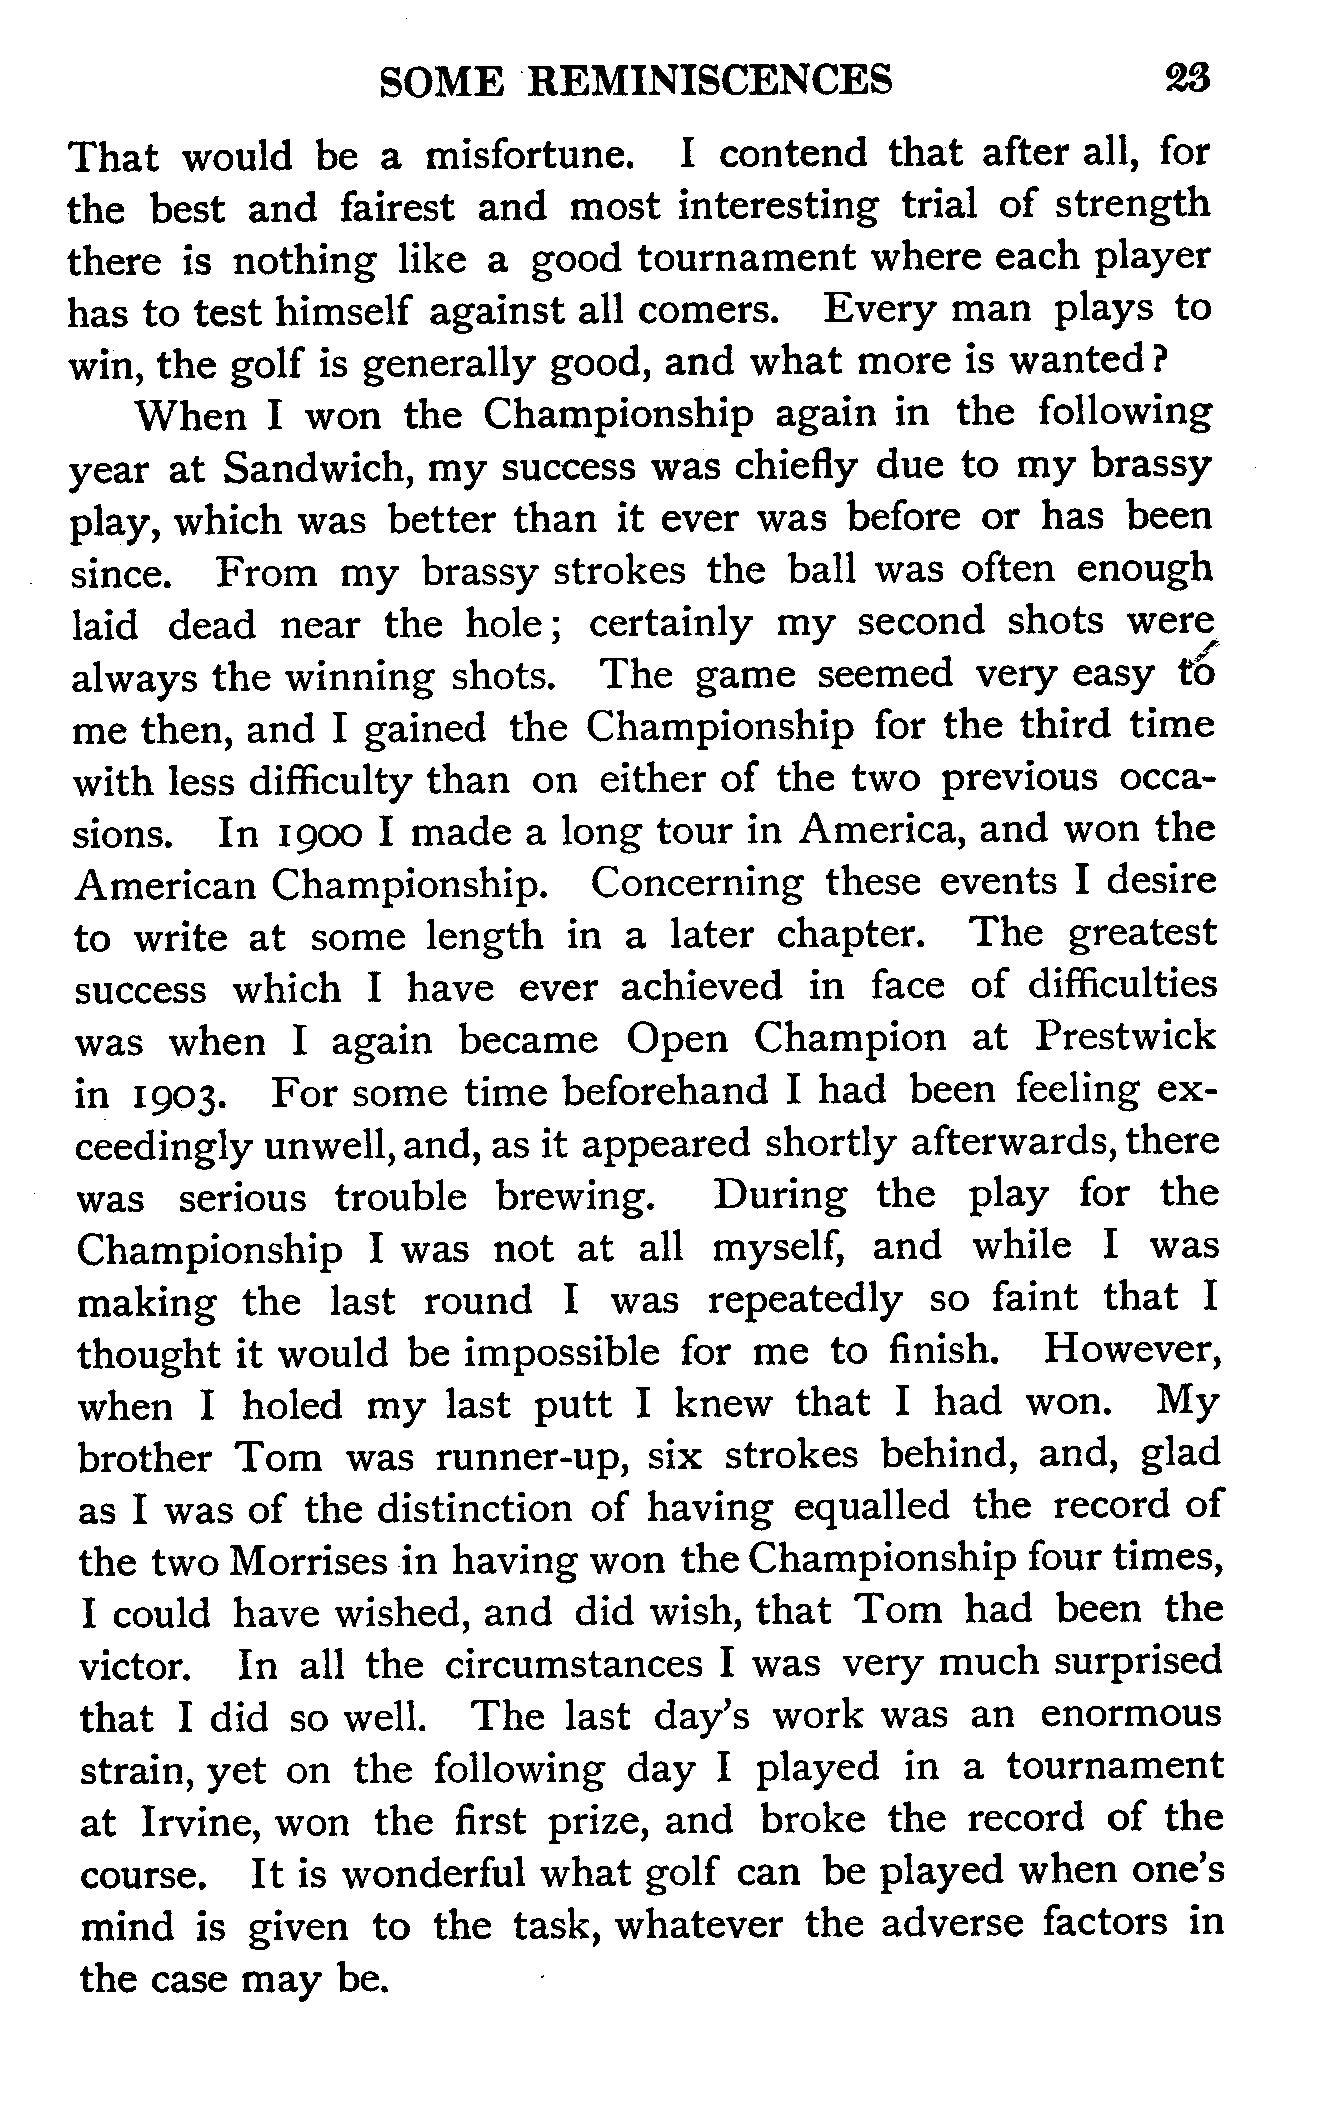 SOME REMINISCENCES 23
That would be a misfortune. I contend that after all, for
the best and fairest and most interesting trial of strength
there is nothing like a good tournament where each player
has to test himself against all comers. Every man plays to
win, the golf is generally good, and what more is wanted?
When I won the Championship again in the following
year at Sandwich, my success was chiefly due to my brassy
play, which was better than it ever was before or has been
since. From my brassy strokes the ball was often enough
laid dead near the hole; certainly my second shots were
always the winning shots. The game seemed very easy to
me then, and I gained the Championship for the third time
with less difficulty than on either of the two previous occa-
sions. In 1900 I made a long tour in America, and won the
American Championship. Concerning these events I desire
to write at some length in a later chapter. The greatest
success which I have ever achieved in face of difficulties
was when I again became Open Champion at Prestwick
in 1903. For some time beforehand I had been feeling ex-
ceedingly unwell, and, as it appeared shortly afterwards, there
was serious trouble brewing. During the play for the
Championship I was not at all myself, and while I was
making the last round I was repeatedly so faint that I
thought it would be impossible for me to finish. However,
when I holed my last putt I knew that I had won. My
brother Tom was runner-up, six strokes behind, and, glad
as I was of the distinction of having equalled the record of
the two Morrises in having won the Championship four times,
I could have wished, and did wish, that Tom had been the
victor. In all the circumstances I was very much surprised
that I did so well. The last day's work was an enormous
strain, yet on the following day I played in a tournament
at Irvine, won the first prize, and broke the record of the
course. It is wonderful what golf can be played when one's
mind is given to the task, whatever the adverse factors in
the case may be.